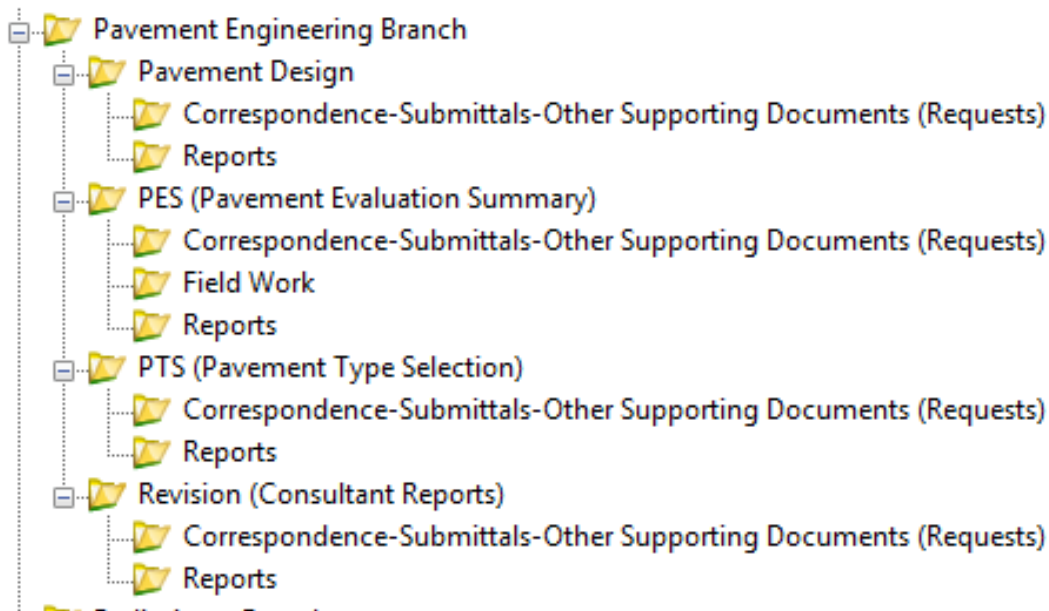 Pavement Engineering Branch
Pavement Design
Correspondence-Submittals-Other Supporting Documents (Requests)
Reports
PES (Pavement Evaluation Summary)
Correspondence-Submittals-Other Supporting Documents (Requests)
Field Work
Reports
PTS (Pavement Type Selection)
Correspondence-Submittals-Other Supporting Documents (Requests)
Reports
Revision (Consultant Reports)
Correspondence-Submittals-Other Supporting Documents (Requests)
Reports